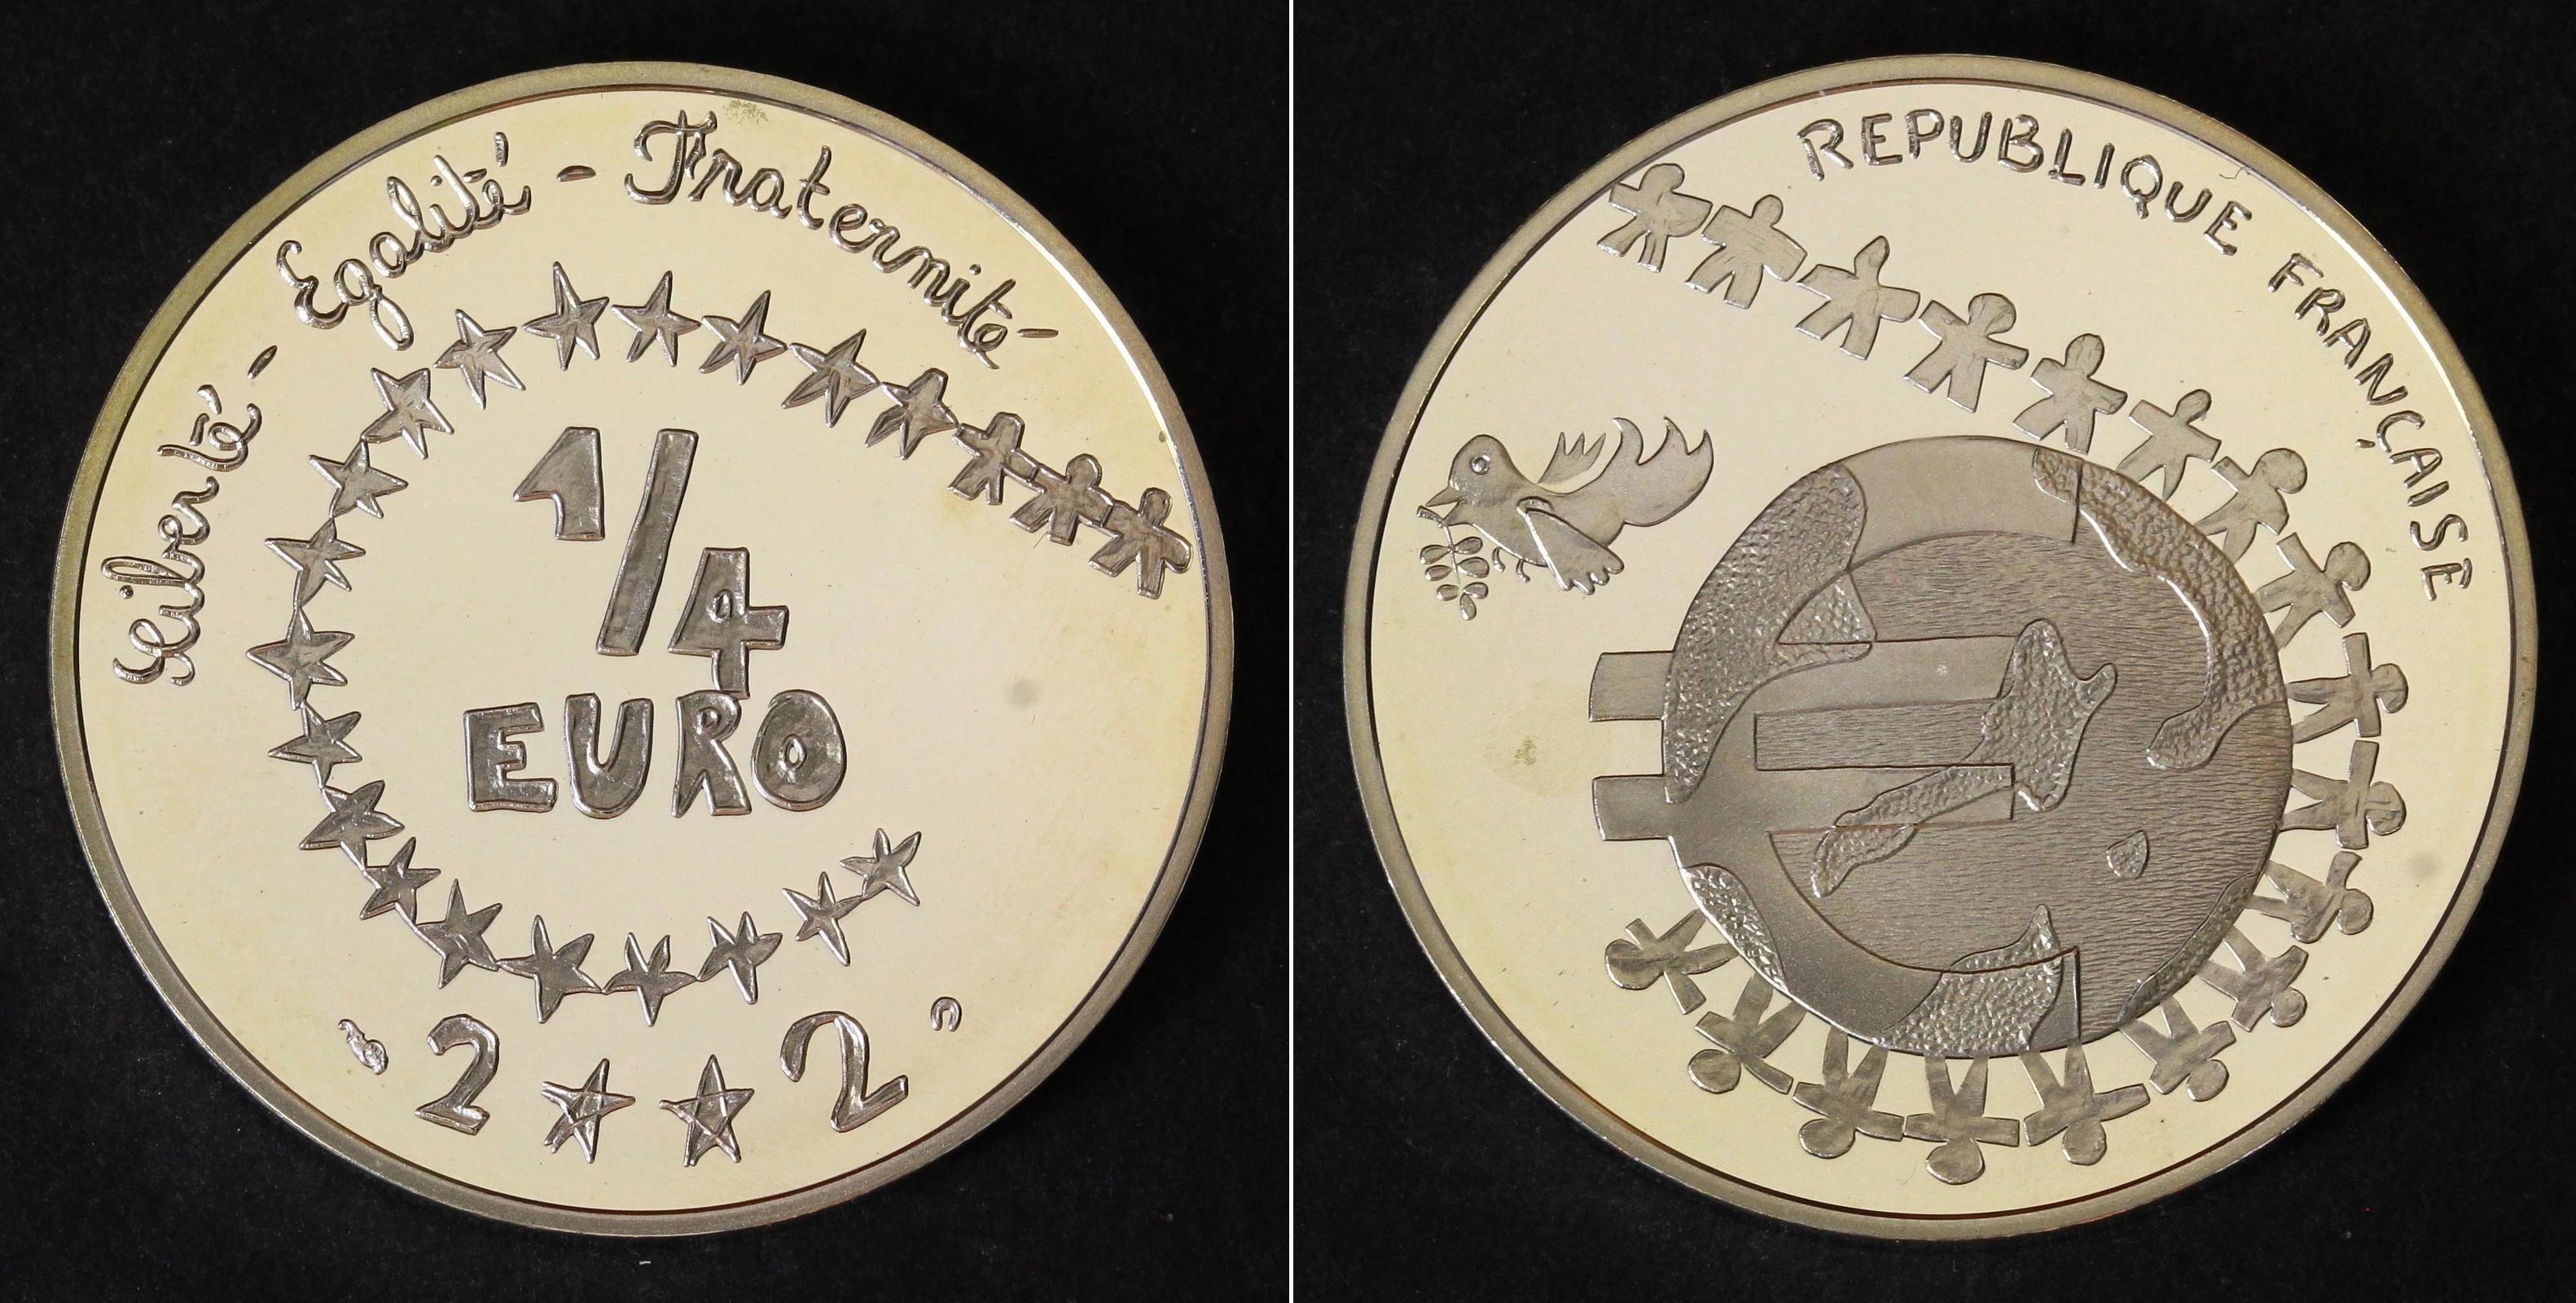 Liberté - Egalité - Fraternité
1/4
EURO
2 ★★ 2
REPUBLIQUE FRANÇAISE